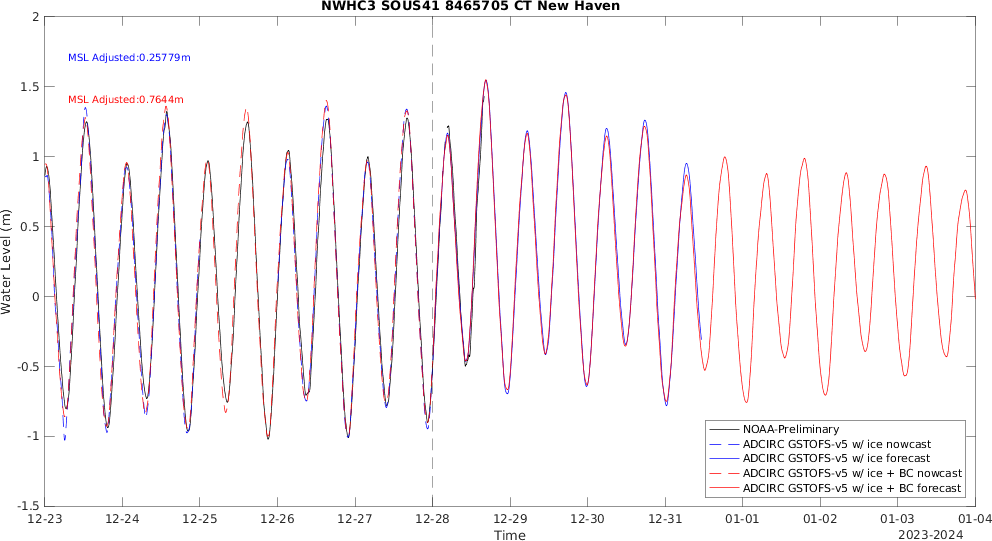 NWHC3 SOUS41 8465705 CT New Haven
2
1.5
1
0.5
0
-0.5
-1
-1.5
Water Level (m)
MSL Adjusted:0.25779m
MSL Adjusted:0.7644m
NOAA-Preliminary
ADCIRC GSTOFS-v5 w/ ice nowcast
ADCIRC GSTOFS-v5 w/ ice forecast
ADCIRC GSTOFS-v5 w/ ice + BC nowcast
ADCIRC GSTOFS-v5 w/ ice + BC forecast
12-23 12-24 12-25 12-26 12-27 12-28 12-29 12-30 12-31 01-01 01-02 01-03 01-04
Time
2023-2024